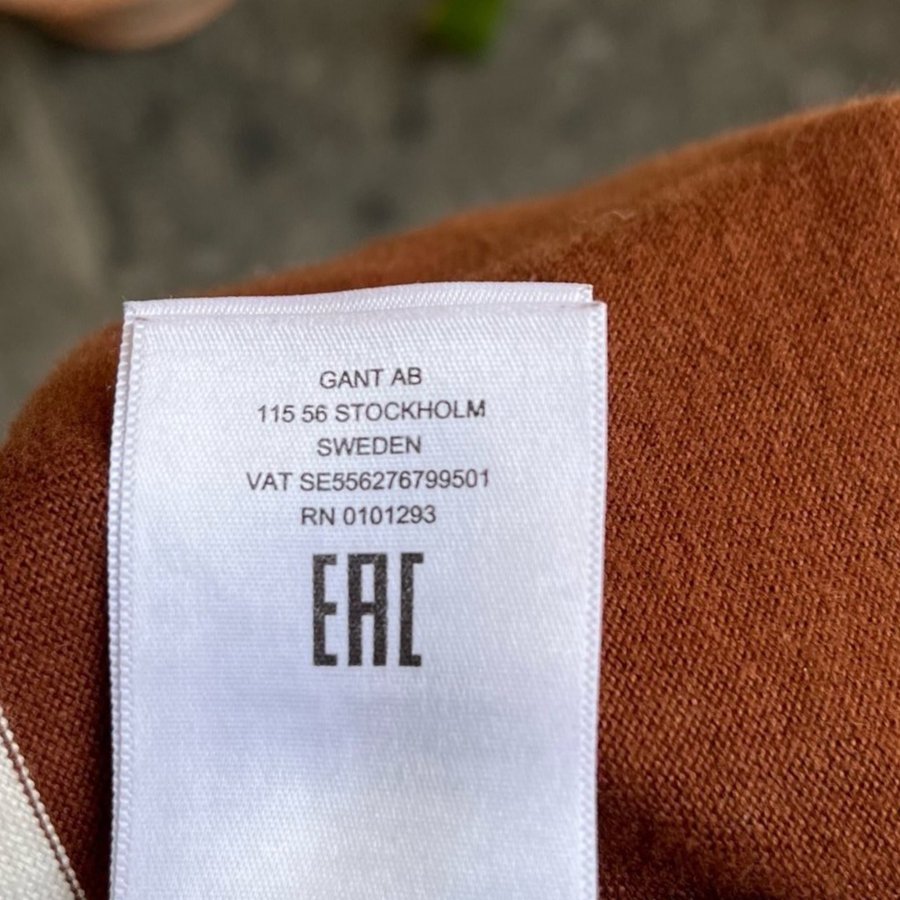 GANT AB
115 56 STOCKHOLM
SWEDEN
VAT SE556276799501
RN 0101293
EAC